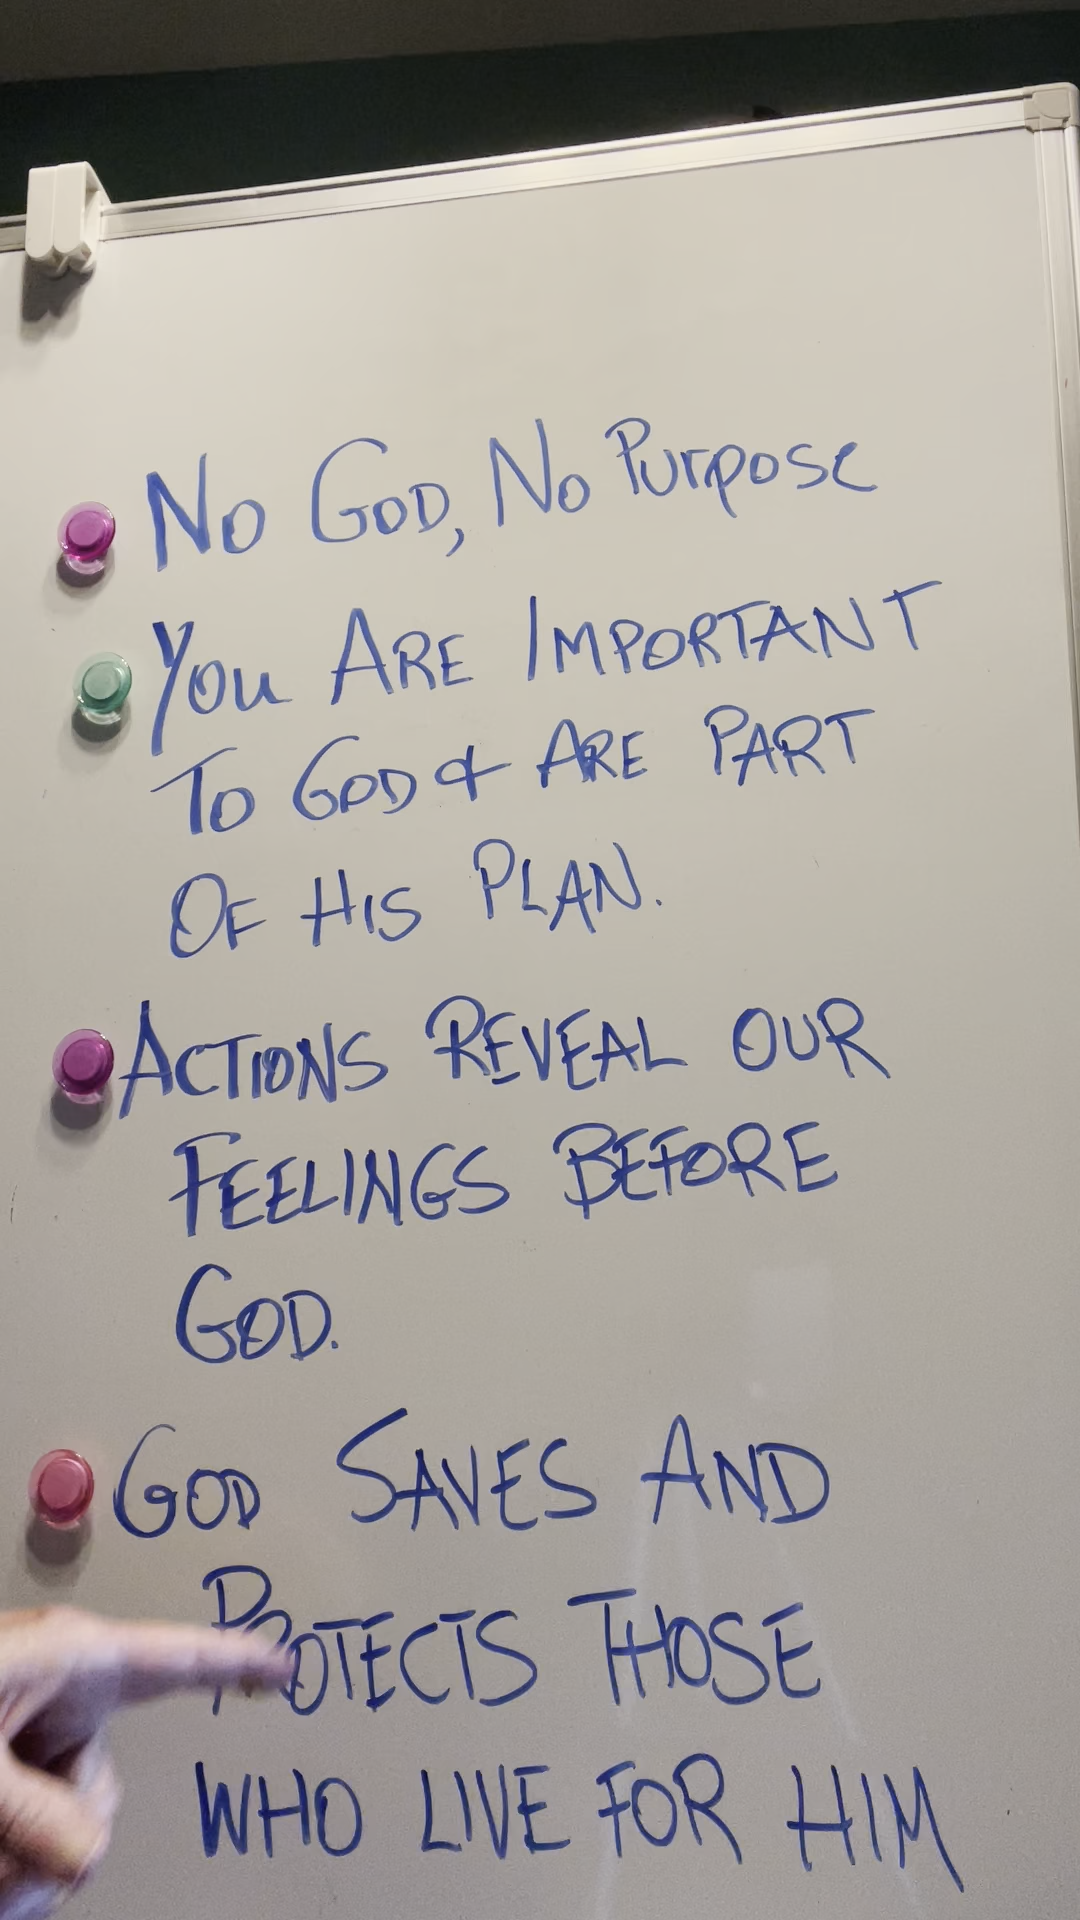 No God, No Purpose
You Are Important
To God & Are Part
Of His Plan.
Actions Reveal our
Feelings Before
God.
God Saves And
Protects Those
who live for Him